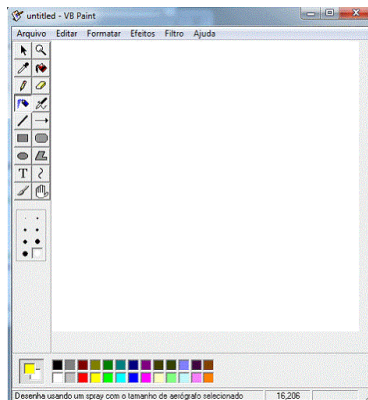 untitled - VB Paint
Arquivo Editar Formatar Efeitos Filtro Ajuda
T
Desenha usando um spray com o tamanho de aerógrafo selecionado 16,206